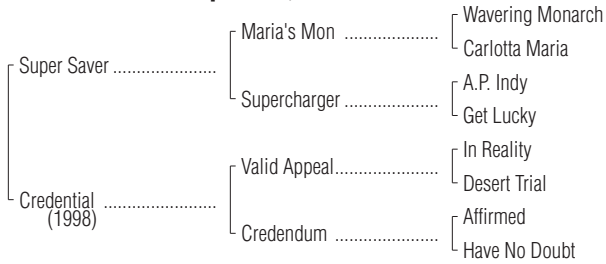 Wavering Monarch
Maria's Mon ....................
Carlotta Maria
Super Saver ......................
A.P. Indy
Supercharger ....................
Get Lucky
In Reality
Valid Appeal......................
Desert Trial
Credential ........................
(1998)
Affirmed
Credendum ......................
Have No Doubt